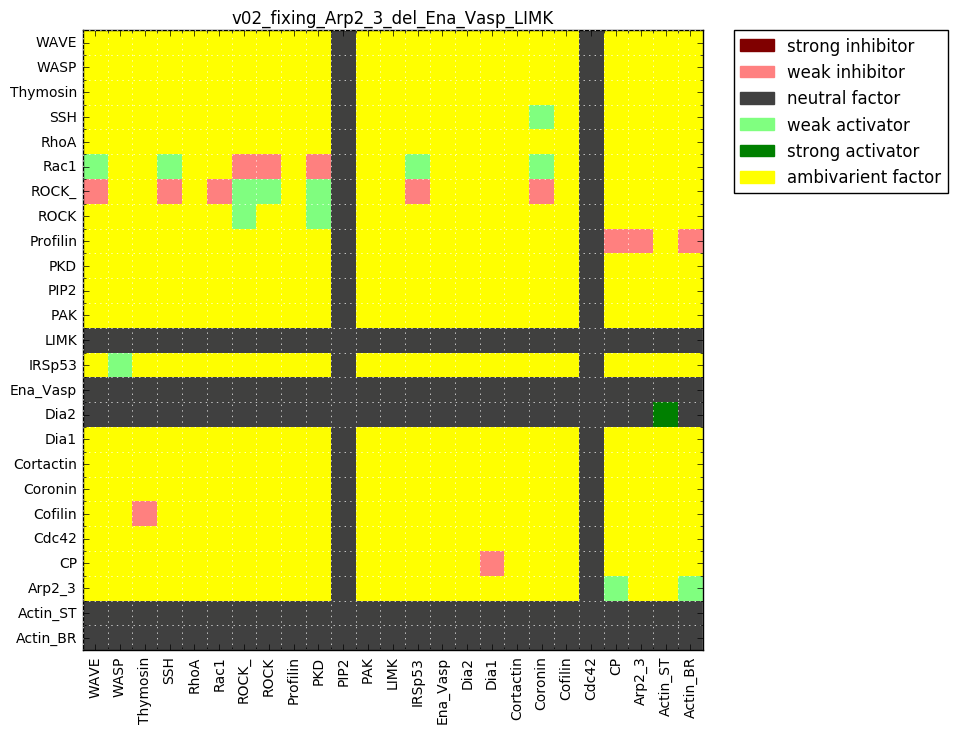 v02_fixing_Arp2_3_del_Ena_Vasp_LIMK
WAVE
WASP
Thymosin
SSH
RhoA
Rac1
ROCK_
ROCK
Profilin
PKD
PIP2
PAK
LIMK
IRSp53
Ena_Vasp
Dia2
Dia1
Cortactin
Coronin
Cofilin
Cdc42
CP
Arp2_3
Actin_ST
Actin_BR
WAVE
WASP
Thymosin
SSH
RhoA
Rac1
ROCK_
ROCK
Profilin
PKD
PIP2
PAK
LIMK
IRSp53
Ena_Vasp
Dia2
Dia1
Cortactin
Coronin
Cofilin
Cdc42
CP
Arp2_3
Actin_ST
Actin_BR
strong inhibitor
weak inhibitor
neutral factor
weak activator
strong activator
ambivarient factor